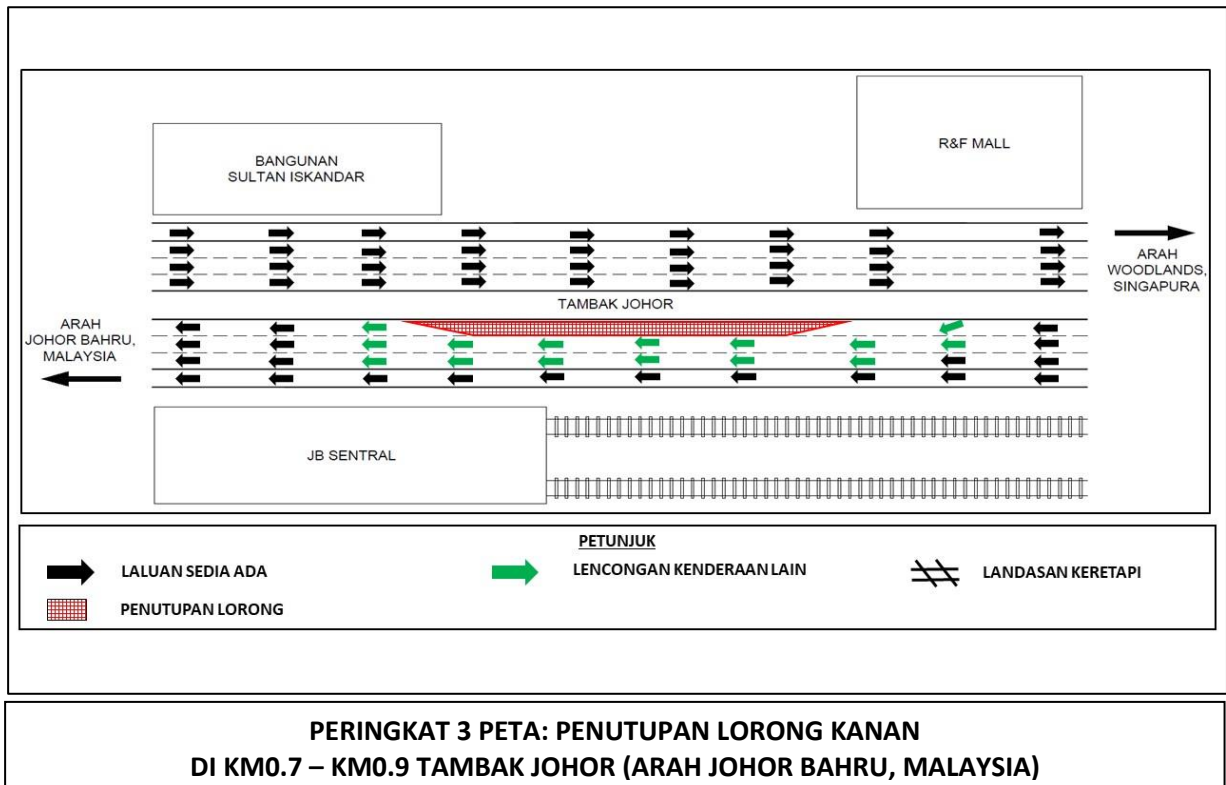 BANGUNAN
SULTAN ISKANDAR
R&F MALL
ARAH
WOODLANDS,
SINGAPURA
TAMBAK JOHOR
ARAH
JOHOR BAHRU,
MALAYSIA
JB SENTRAL
PETUNJUK
LALUAN SEDIA ADA
LENCONGAN KENDERAAN LAIN
LANDASAN KERETAPI
PENUTUPAN LORONG
PERINGKAT 3 PETA: PENUTUPAN LORONG KANAN
DI KM0.7 – KM0.9 TAMBAK JOHOR (ARAH JOHOR BAHRU, MALAYSIA)